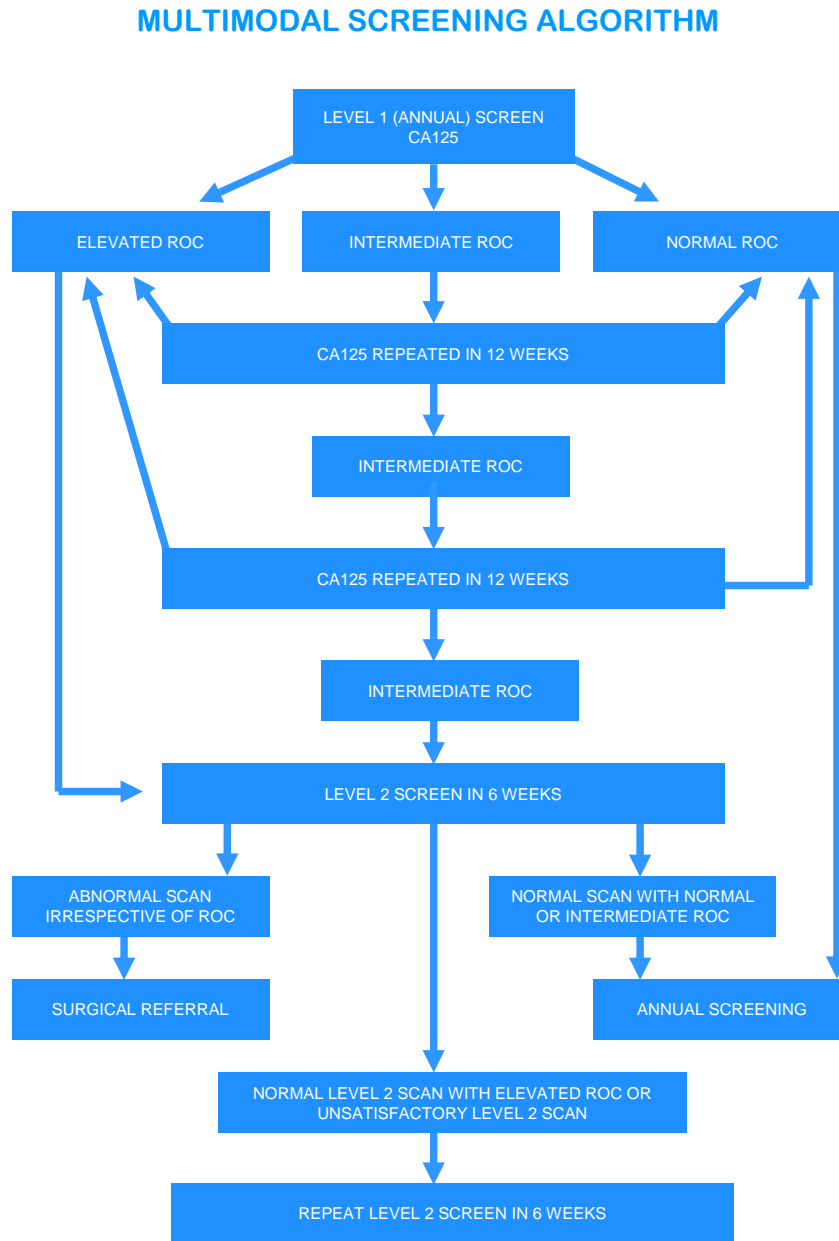 MULTIMODAL SCREENING ALGORITHM
LEVEL 1 (ANNUAL) SCREEN
CA125
ELEVATED ROC
INTERMEDIATE ROC
NORMAL ROC
CA125 REPEATED IN 12 WEEKS
INTERMEDIATE ROC
CA125 REPEATED IN 12 WEEKS
INTERMEDIATE ROC
LEVEL 2 SCREEN IN 6 WEEKS
ABNORMAL SCAN
IRRESPECTIVE OF ROC
NORMAL SCAN WITH NORMAL
OR INTERMEDIATE ROC
SURGICAL REFERRAL
ANNUAL SCREENING
NORMAL LEVEL 2 SCAN WITH ELEVATED ROC OR
UNSATISFACTORY LEVEL 2 SCAN
REPEAT LEVEL 2 SCREEN IN 6 WEEKS